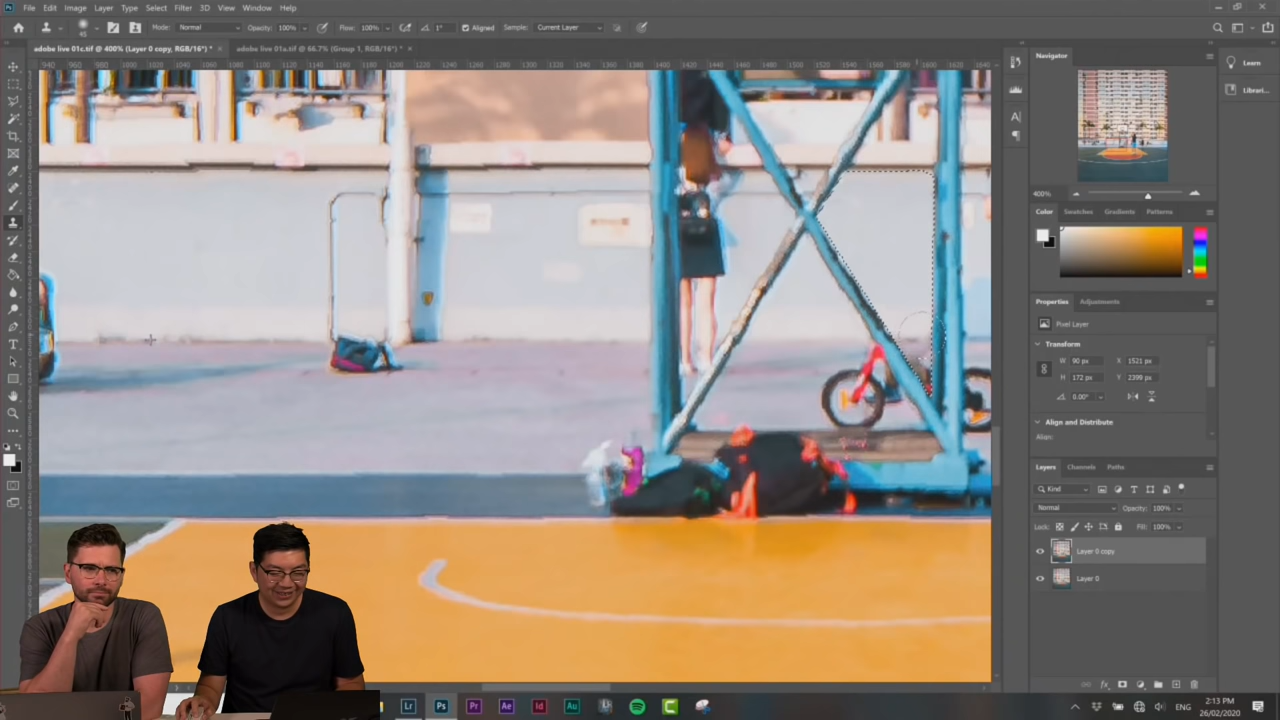 File Edit Image Layer Type Select Filter 3D View Window Help
Mode: Normal Opacity: 100% Flow: 100% 1° Aligned Sample: Current Layer
adobe live 01c.tif @ 400% (Layer 0 copy, RGB/16*) * × adobe live 01a.tif @ 66.7% (Group 1, RGB/16*) * ×
Navigator
Learn
Librari...
400%
Color Swatches Gradients Patterns
Properties Adjustments
Pixel Layer
Transform
W: 90 px X: 1521 px
H: 172 px Y: 2399 px
0.00°
Align and Distribute
Align:
Layers Channels Paths
Kind
Normal Opacity: 100%
Lock: Fill: 100%
Layer 0 copy
Layer 0
Lr Ps Pr Ae Id Au
ENG
2:13 PM
26/02/2020